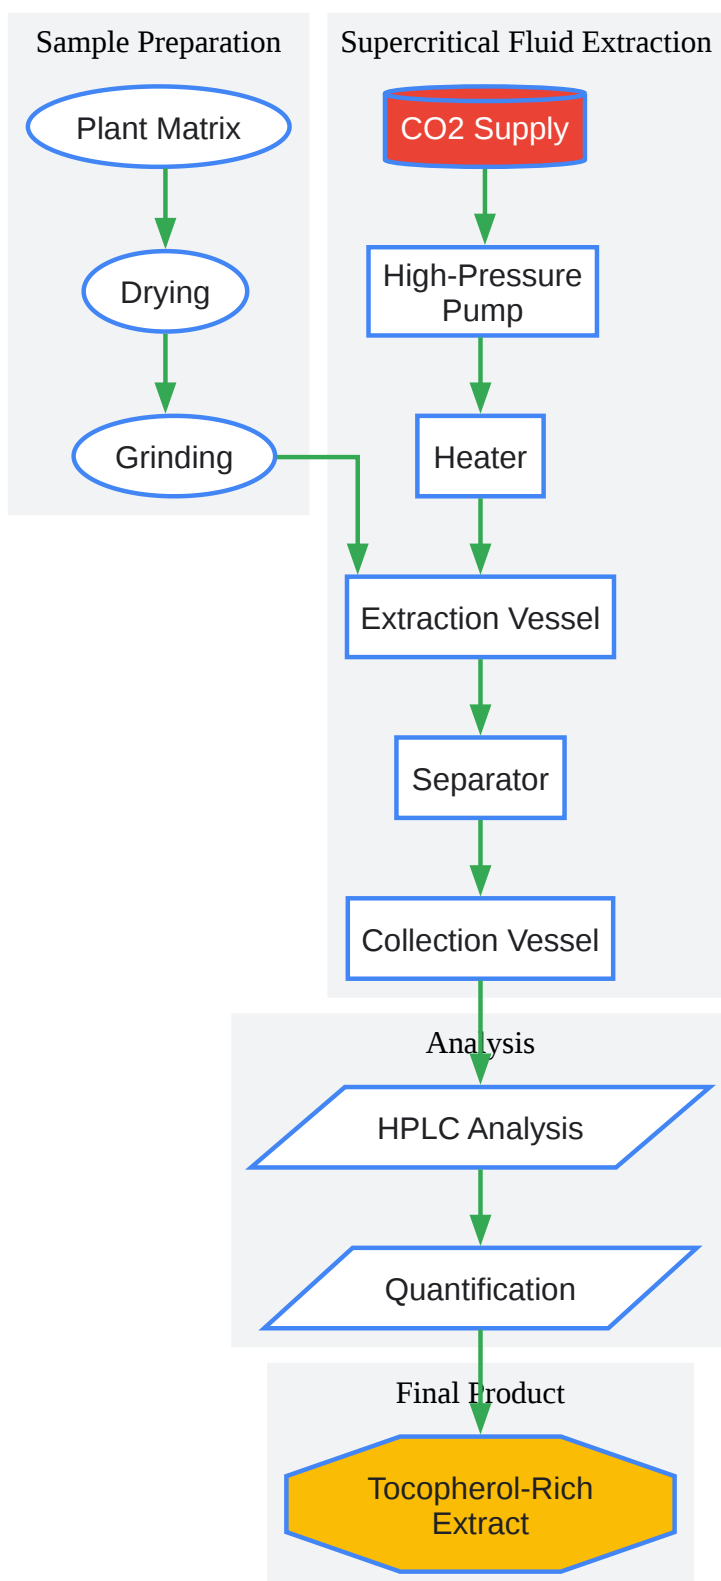 Sample Preparation
Plant Matrix
Drying
Grinding
Supercritical Fluid Extraction
CO2 Supply
High-Pressure
Pump
Heater
Extraction Vessel
Separator
Collection Vessel
Analysis
HPLC Analysis
Quantification
Final Product
Tocopherol-Rich
Extract